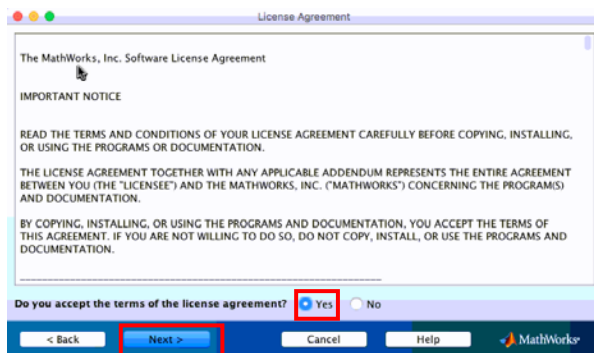 License Agreement
The MathWorks, Inc. Software License Agreement
IMPORTANT NOTICE
READ THE TERMS AND CONDITIONS OF YOUR LICENSE AGREEMENT CAREFULLY BEFORE COPYING, INSTALLING,
OR USING THE PROGRAMS OR DOCUMENTATION.
THE LICENSE AGREEMENT TOGETHER WITH ANY APPLICABLE ADDENDUM REPRESENTS THE ENTIRE AGREEMENT
BETWEEN YOU (THE "LICENSEE") AND THE MATHWORKS, INC. ("MATHWORKS") CONCERNING THE PROGRAM(S)
AND DOCUMENTATION.
BY COPYING, INSTALLING, OR USING THE PROGRAMS AND DOCUMENTATION, YOU ACCEPT THE TERMS OF
THIS AGREEMENT. IF YOU ARE NOT WILLING TO DO SO, DO NOT COPY, INSTALL, OR USE THE PROGRAMS AND
DOCUMENTATION.
Do you accept the terms of the license agreement? Yes No
< Back Next > Cancel Help MathWorks